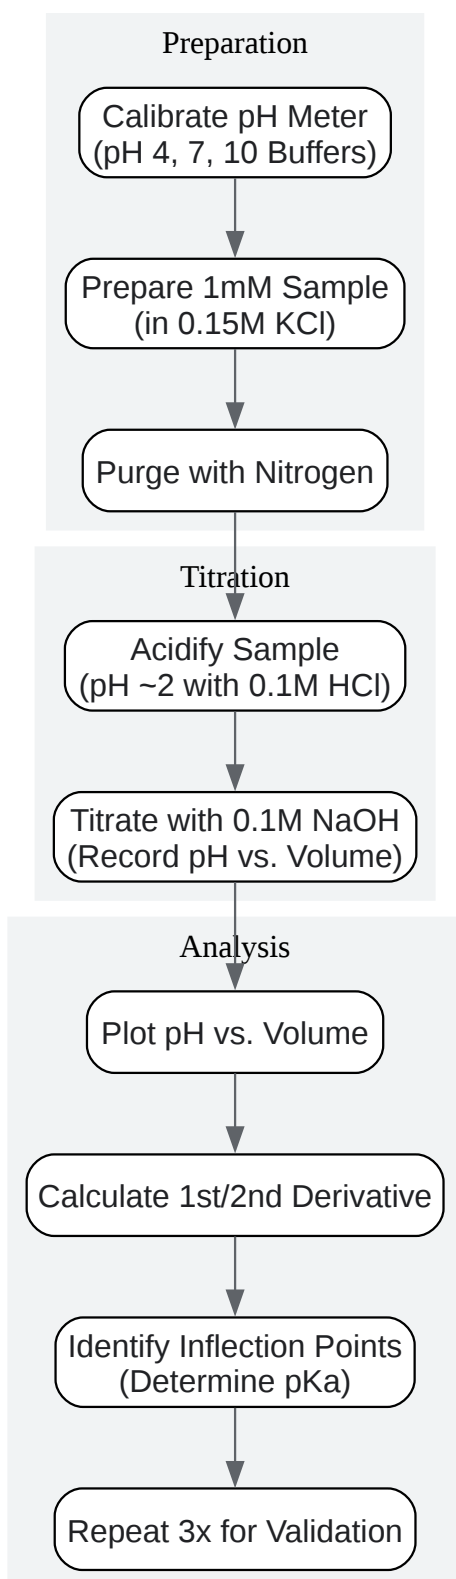 Preparation
Calibrate pH Meter
(pH 4, 7, 10 Buffers)
Prepare 1mM Sample
(in 0.15M KCl)
Purge with Nitrogen
Titration
Acidify Sample
(pH ~2 with 0.1M HCl)
Titrate with 0.1M NaOH
(Record pH vs. Volume)
Analysis
Plot pH vs. Volume
Calculate 1st/2nd Derivative
Identify Inflection Points
(Determine pKa)
Repeat 3x for Validation